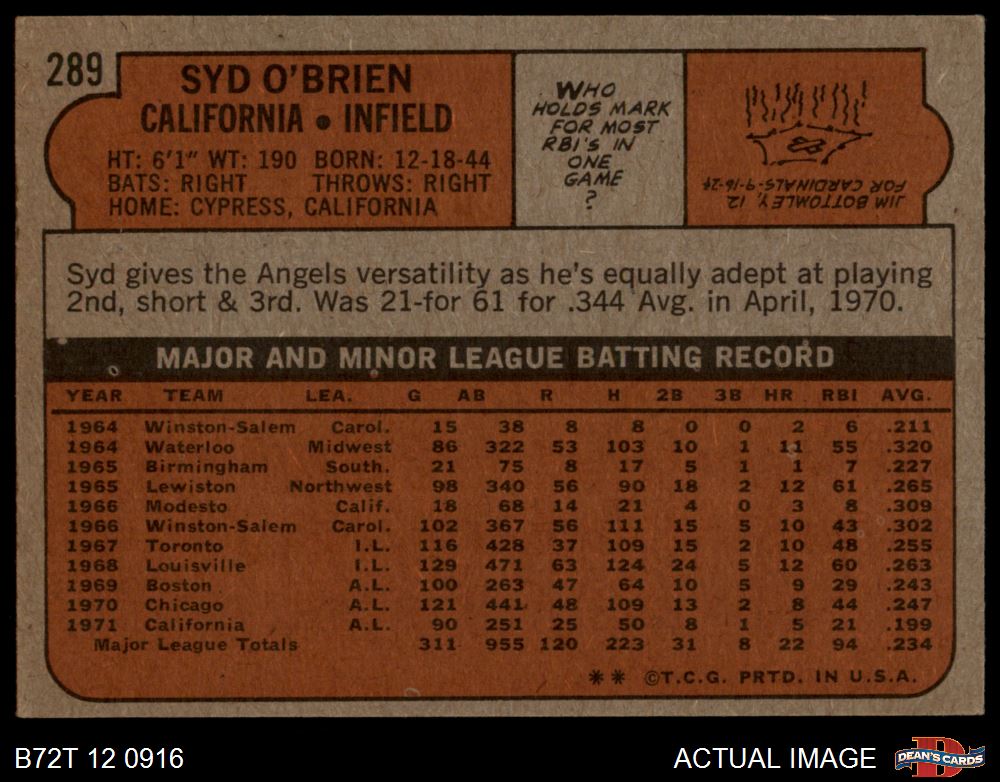 289
SYD O'BRIEN
CALIFORNIA • INFIELD
HT: 6'1" WT: 190 BORN: 12-18-44
BATS: RIGHT THROWS: RIGHT
HOME: CYPRESS, CALIFORNIA
WHO
HOLDS MARK
FOR MOST
RBI'S IN
ONE
GAME
?
JIM BOTTOMLEY, 12
FOR CARDINALS-9-16-24
Syd gives the Angels versatility as he's equally adept at playing
2nd, short & 3rd. Was 21-for 61 for .344 Avg. in April, 1970.
MAJOR AND MINOR LEAGUE BATTING RECORD
YEAR TEAM LEA. G AB R H 2B 3B HR RBI AVG.
1964 Winston-Salem Carol. 15 38 8 8 0 0 2 6 .211
1964 Waterloo Midwest 86 322 53 103 10 1 11 55 .320
1965 Birmingham South. 21 75 8 17 5 1 1 7 .227
1965 Lewiston Northwest 98 340 56 90 18 2 12 61 .265
1966 Modesto Calif. 18 68 14 21 4 0 3 8 .309
1966 Winston-Salem Carol. 102 367 56 111 15 5 10 43 .302
1967 Toronto I.L. 116 428 37 109 15 2 10 48 .255
1968 Louisville I.L. 129 471 63 124 24 5 12 60 .263
1969 Boston A.L. 100 263 47 64 10 5 9 29 .243
1970 Chicago A.L. 121 441 48 109 13 2 8 44 .247
1971 California A.L. 90 251 25 50 8 1 5 21 .199
Major League Totals 311 955 120 223 31 8 22 94 .234
** ©T.C.G. PRTD. IN U.S.A.
B72T 12 0916
ACTUAL IMAGE
D
DEAN'S CARDS